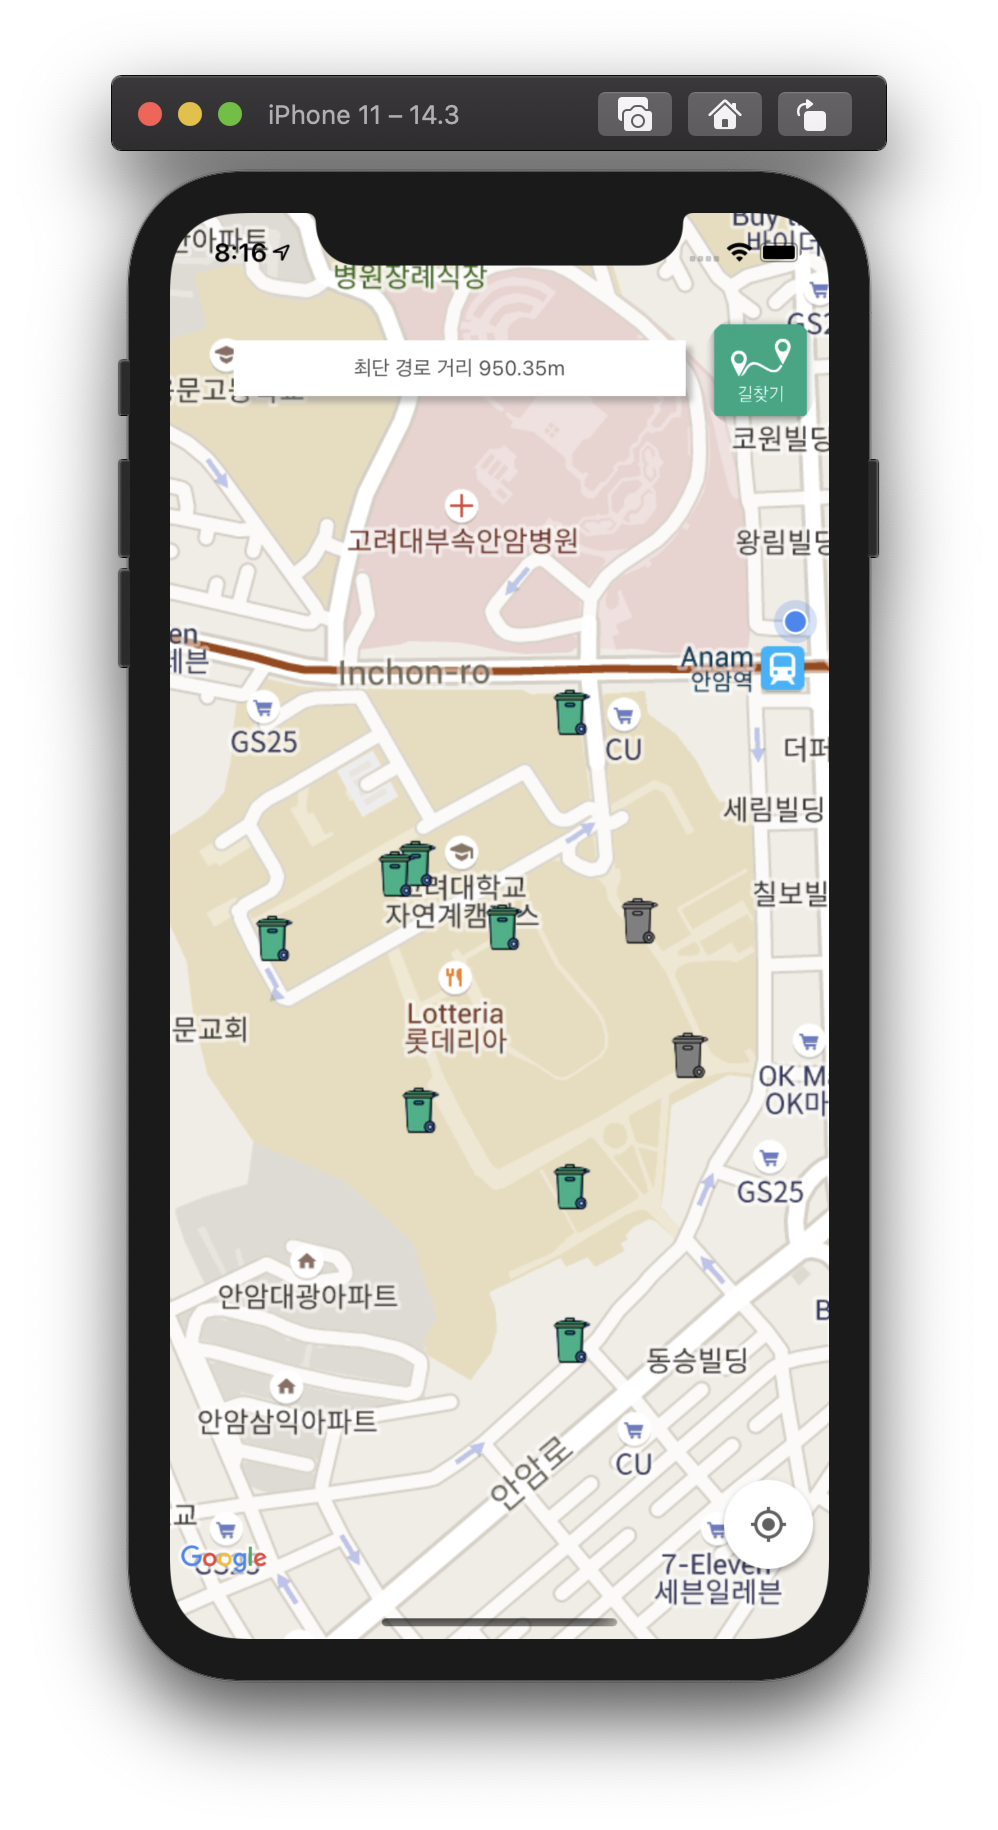 iPhone 11 – 14.3
8:16
병원장례식장
최단 경로 거리 950.35m
길찾기
코원빌딩
고려대부속안암병원
왕림빌딩
Anam
안암역
Inchon-ro
GS25
CU
세림빌딩
고려대학교
자연계캠퍼스
칠보빌
Lotteria
롯데리아
문교회
OK Ma
OK마
GS25
안암대광아파트
동승빌딩
안암삼익아파트
안암로
CU
7-Eleven
세븐일레븐
Google
GS25